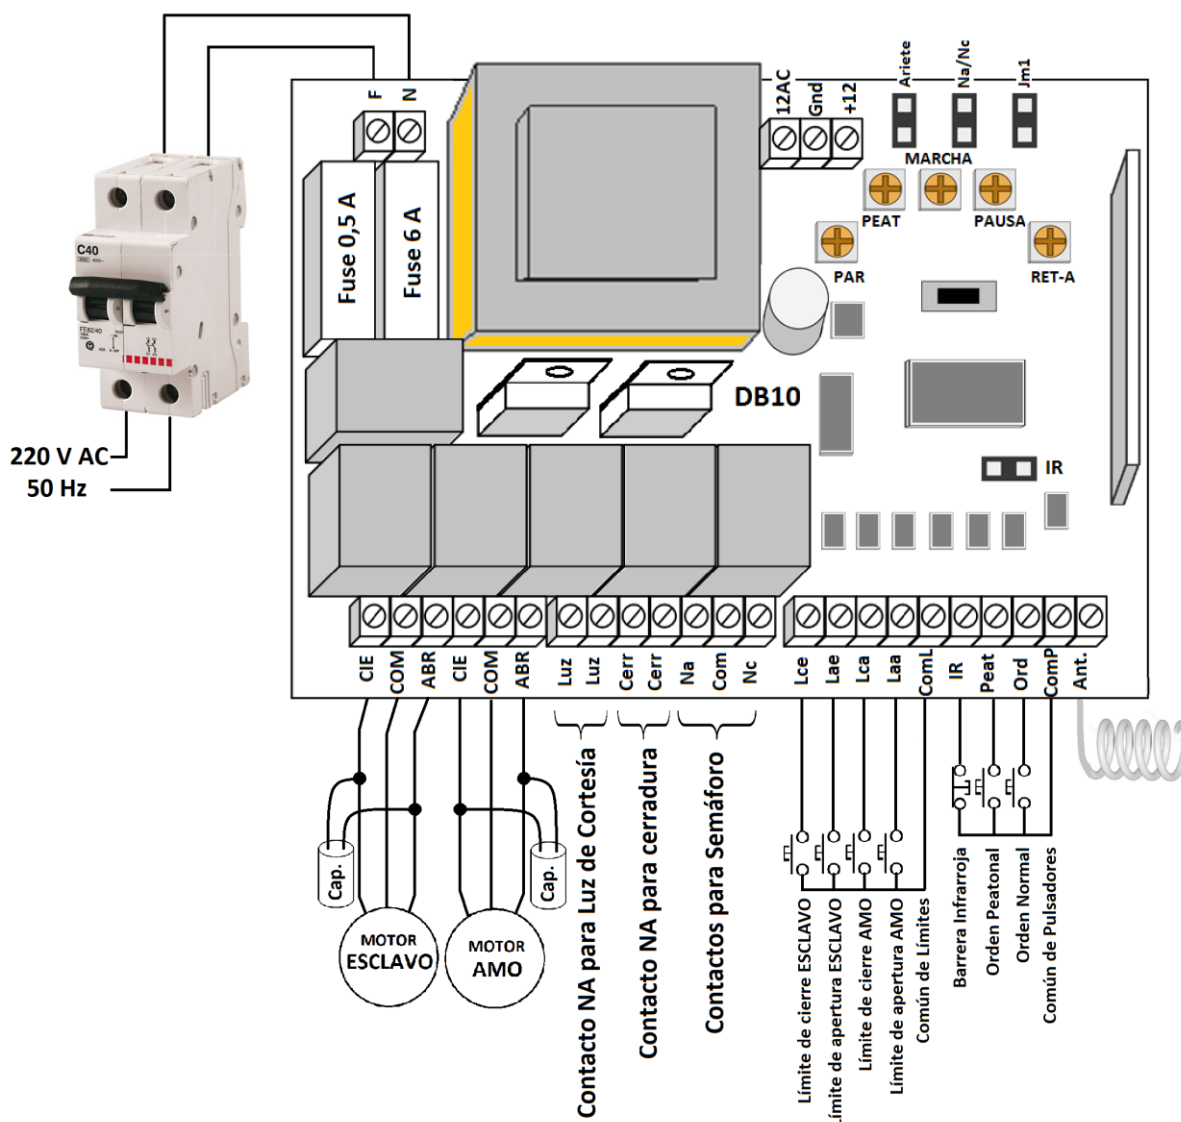 F
N
12AC
Gnd
+12
Ariete
Na/Nc
Jm1
MARCHA
PEAT
PAUSA
PAR
RET-A
Fuse 0,5 A
Fuse 6 A
C40
FE82/40
220 V AC
50 Hz
DB10
IR
CIE
COM
ABR
CIE
COM
ABR
Luz
Luz
Cerr
Cerr
Na
Com
Nc
Lce
Lae
Lca
Laa
ComL
IR
Peat
Ord
ComP
Ant.
Cap.
Cap.
MOTOR
ESCLAVO
MOTOR
AMO
Contacto NA para Luz de Cortesía
Contacto NA para cerradura
Contactos para Semáforo
Límite de cierre ESCLAVO
Límite de apertura ESCLAVO
Límite de cierre AMO
Límite de apertura AMO
Común de Límites
Barrera Infrarroja
Orden Peatonal
Orden Normal
Común de Pulsadores